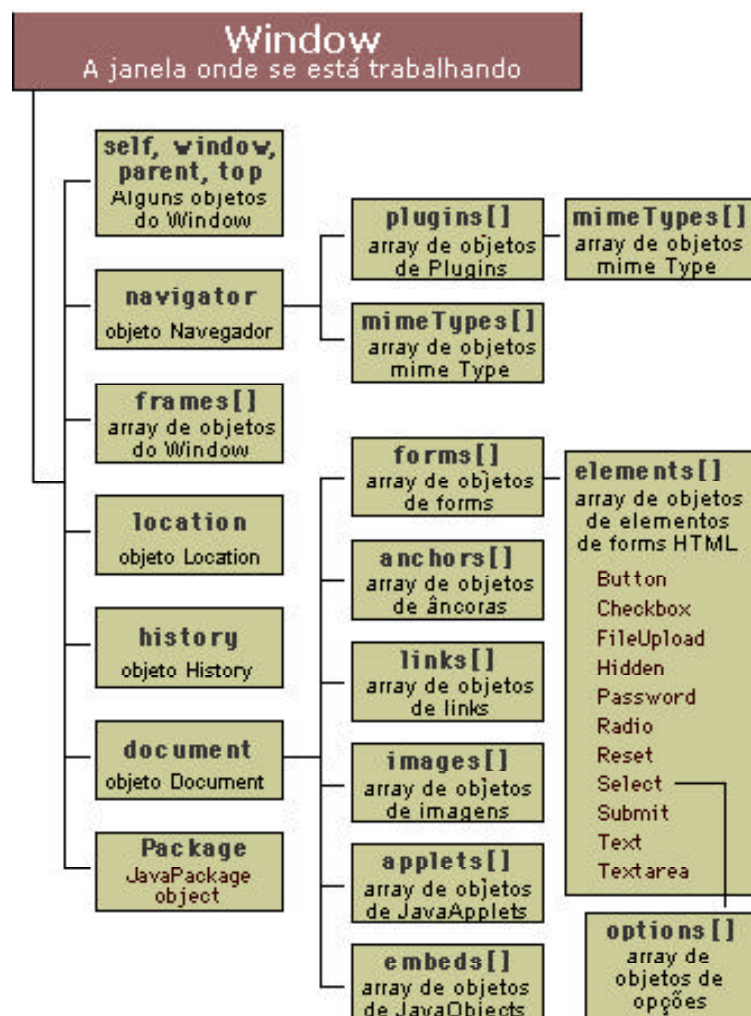 Window
A janela onde se está trabalhando
self, window,
parent, top
Alguns objetos
do Window
navigator
objeto Navegador
frames[]
array de objetos
do Window
location
objeto Location
history
objeto History
document
objeto Document
Package
JavaPackage
object
plugins[]
array de objetos
de Plugins
mimeTypes[]
array de objetos
mime Type
mimeTypes[]
array de objetos
mime Type
forms[]
array de objetos
de forms
anchors[]
array de objetos
de âncoras
links[]
array de objetos
de links
images[]
array de objetos
de imagens
applets[]
array de objetos
de JavaApplets
embeds[]
array de objetos
de JavaObjects
elements[]
array de objetos
de elementos
de forms HTML
Button
Checkbox
FileUpload
Hidden
Password
Radio
Reset
Select
Submit
Text
Textarea
options[]
array de
objetos de
opções